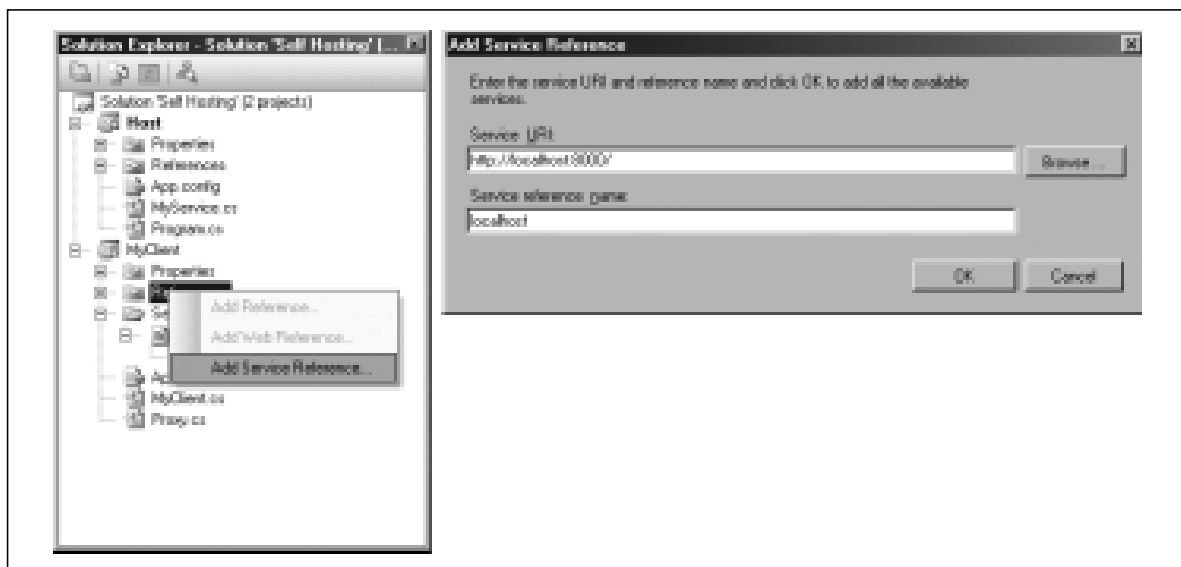 Solution Explorer - Solution 'Self Hosting' (...
Solution 'Self Hosting' (2 projects)
Host
Properties
References
App.config
MyService.cs
Program.cs
MyClient
Properties
Add Reference...
Add Web Reference...
Add Service Reference...
MyClient.cs
Proxy.cs
Add Service Reference
Enter the service URI and reference name and click OK to add all the available
services.
Service URI:
http://localhost:8000/
Browse ...
Service reference name:
localhost
OK
Cancel